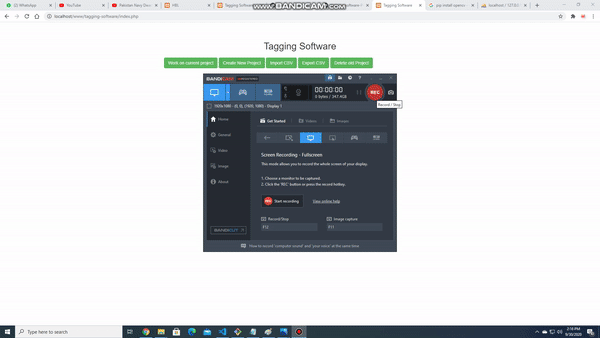 WhatsApp
YouTube
Pakistan Navy
Tagging Software
www.BANDICAM.com
Tagging Software
pip install opencv
localhost / 127.0.0.1
localhost/www/tagging-software/index.php
Tagging Software
Work on current project
Create New Project
Import CSV
Export CSV
Delete old Project
BANDICAM
00:00:00
REC
0 bytes / 347.4GB
1920x1080 - (0, 0), (1920, 1080) - Display 1
Record / Stop
Home
Get Started
Videos
Images
General
Video
Image
About
Screen Recording - Fullscreen
This mode allows you to record the whole screen of your display.
1. Choose a monitor to be captured.
2. Click the 'REC' button or press the record hotkey.
REC
Start recording
View online help
Record/Stop
Image capture
F12
F11
BANDICUT
How to record 'computer sound' and 'your voice' at the same time
Type here to search
2:18 PM
9/30/2020